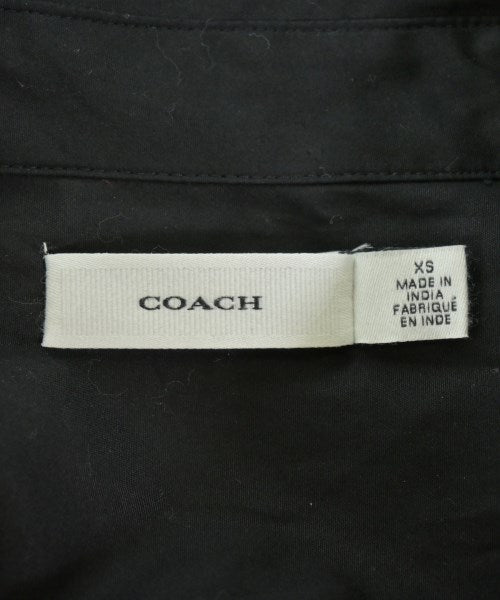 COACH
XS
MADE IN
INDIA
FABRIQUÉ
EN INDE